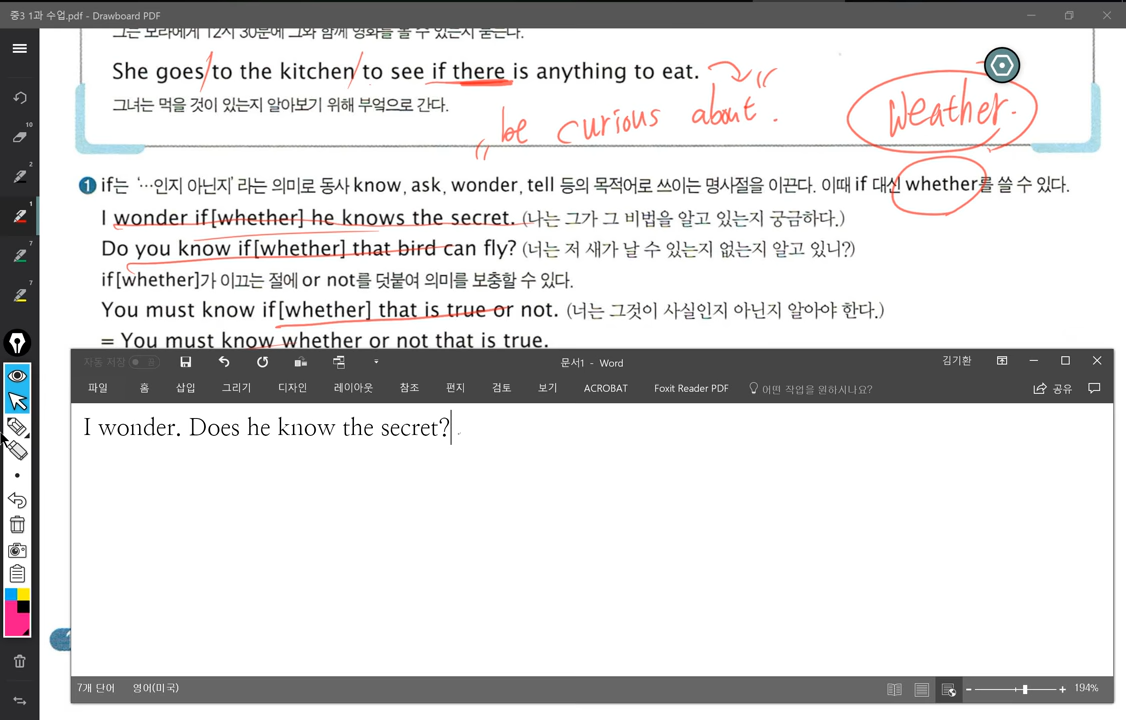 중3 1과 수업.pdf - Drawboard PDF
그는 모라에게 12시 30분에 그와 함께 영화를 볼 수 있는지 묻는다.
She goes to the kitchen to see if there is anything to eat.
그녀는 먹을 것이 있는지 알아보기 위해 부엌으로 간다.
be curious about.
Weather.
1 if는 '…인지 아닌지' 라는 의미로 동사 know, ask, wonder, tell 등의 목적어로 쓰이는 명사절을 이끈다. 이때 if 대신 whether를 쓸 수 있다.
I wonder if[whether] he knows the secret. (나는 그가 그 비법을 알고 있는지 궁금하다.)
Do you know if[whether] that bird can fly? (너는 저 새가 날 수 있는지 없는지 알고 있니?)
if[whether]가 이끄는 절에 or not를 덧붙여 의미를 보충할 수 있다.
You must know if[whether] that is true or not. (너는 그것이 사실인지 아닌지 알아야 한다.)
= You must know whether or not that is true.
자동 저장
문서1 - Word
김기환
파일 홈 삽입 그리기 디자인 레이아웃 참조 편지 검토 보기 ACROBAT Foxit Reader PDF 어떤 작업을 원하시나요? 공유
I wonder. Does he know the secret?
7개 단어 영어(미국) 194%
10
2
1
7
7